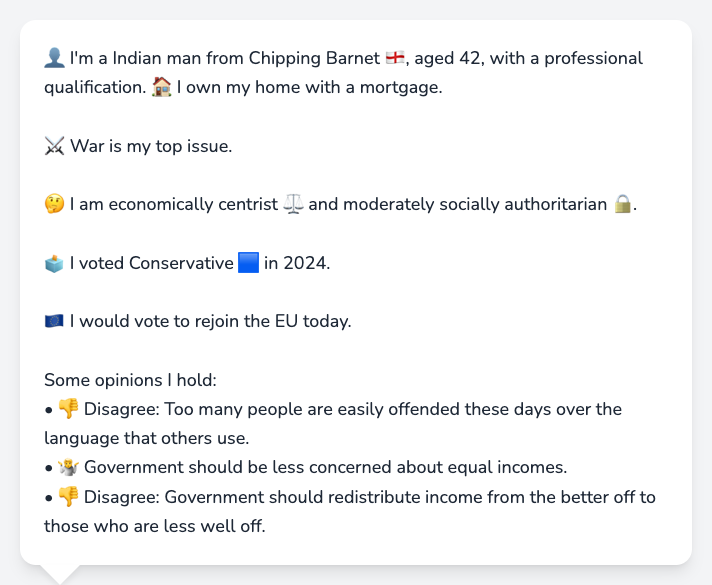 👤 I'm a Indian man from Chipping Barnet 🏴󠁧󠁢󠁥󠁮󠁧󠁿, aged 42, with a professional
qualification. 🏠 I own my home with a mortgage.
⚔️ War is my top issue.
🤔 I am economically centrist ⚖️ and moderately socially authoritarian 🔒.
🗳️ I voted Conservative 🟦 in 2024.
🇪🇺 I would vote to rejoin the EU today.
Some opinions I hold:
• 👎 Disagree: Too many people are easily offended these days over the
language that others use.
• 🤷 Government should be less concerned about equal incomes.
• 👎 Disagree: Government should redistribute income from the better off to
those who are less well off.